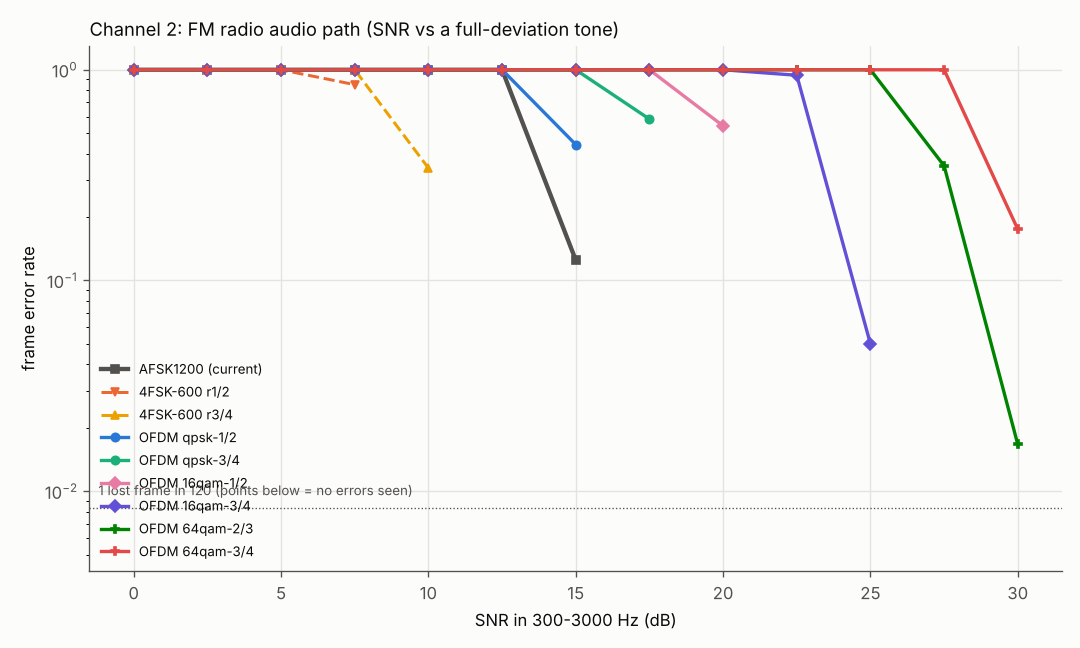 Channel 2: FM radio audio path (SNR vs a full-deviation tone)
10⁰
10⁻¹
10⁻²
frame error rate
AFSK1200 (current)
4FSK-600 r1/2
4FSK-600 r3/4
OFDM qpsk-1/2
OFDM qpsk-3/4
OFDM 16qam-1/2
1 lost frame in 120 (points below = no errors seen)
OFDM 16qam-3/4
OFDM 64qam-2/3
OFDM 64qam-3/4
0 5 10 15 20 25 30
SNR in 300-3000 Hz (dB)